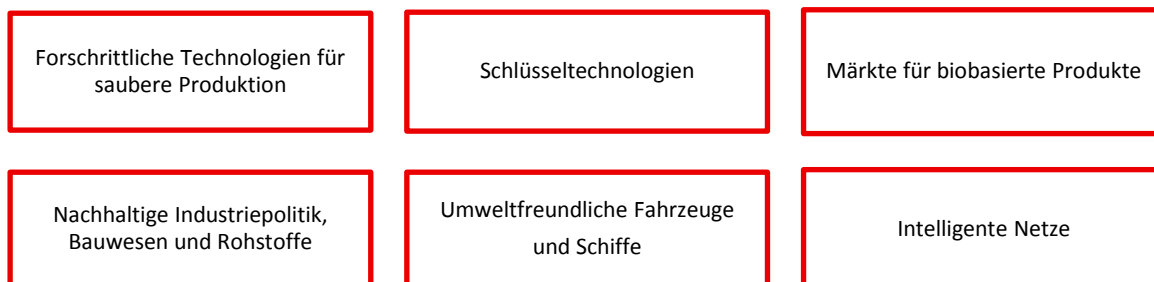 Forschrittliche Technologien für
saubere Produktion
Schlüsseltechnologien
Märkte für biobasierte Produkte
Nachhaltige Industriepolitik,
Bauwesen und Rohstoffe
Umweltfreundliche Fahrzeuge
und Schiffe
Intelligente Netze